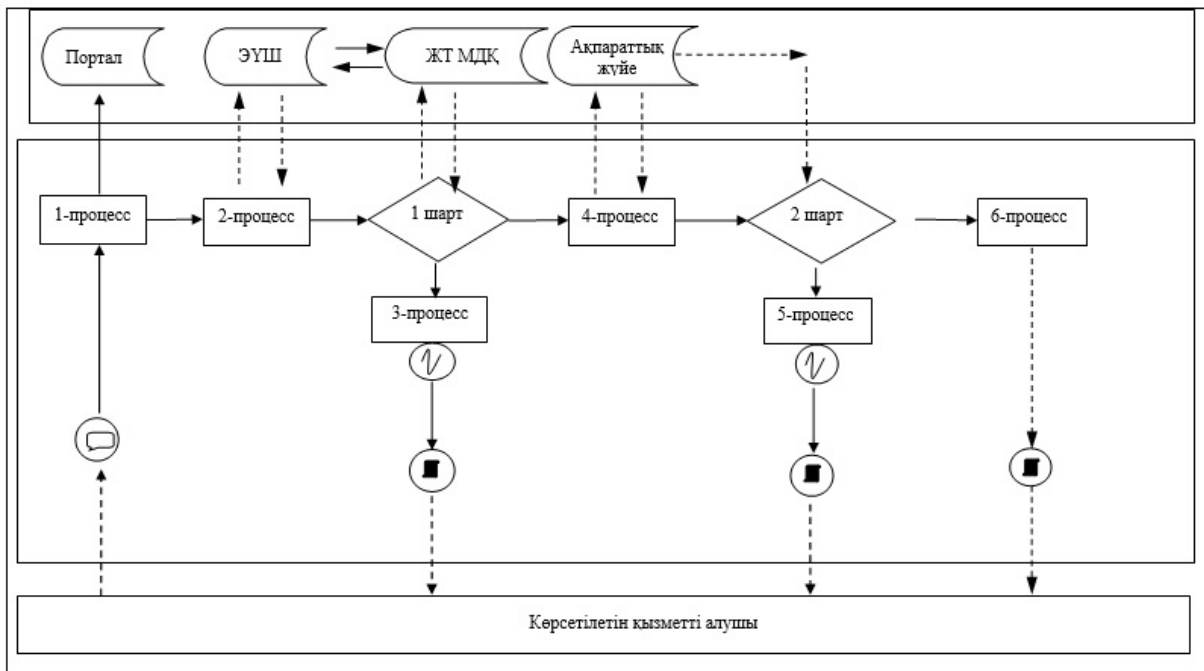 Портал
ЭҮШ
ЖТ МДҚ
Ақпараттық
жүйе
1-процесс
2-процесс
1 шарт
4-процесс
2 шарт
6-процесс
3-процесс
5-процесс
Көрсетілетін қызметті алушы